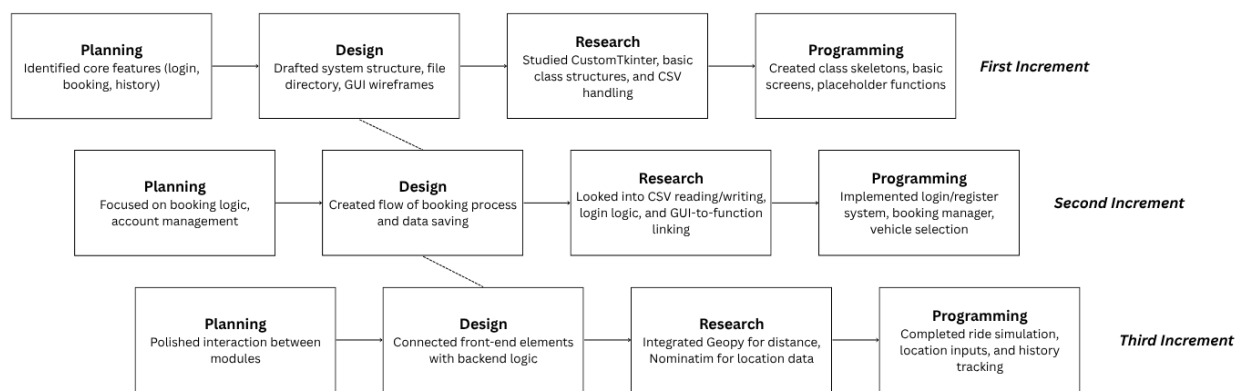 Planning
Identified core features (login,
booking, history)
Design
Drafted system structure, file
directory, GUI wireframes
Research
Studied CustomTkinter, basic
class structures, and CSV
handling
Programming
Created class skeletons, basic
screens, placeholder functions
First Increment
Planning
Focused on booking logic,
account management
Design
Created flow of booking process
and data saving
Research
Looked into CSV reading/writing,
login logic, and GUI-to-function
linking
Programming
Implemented login/register
system, booking manager,
vehicle selection
Second Increment
Planning
Polished interaction between
modules
Design
Connected front-end elements
with backend logic
Research
Integrated Geopy for distance,
Nominatim for location data
Programming
Completed ride simulation,
location inputs, and history
tracking
Third Increment